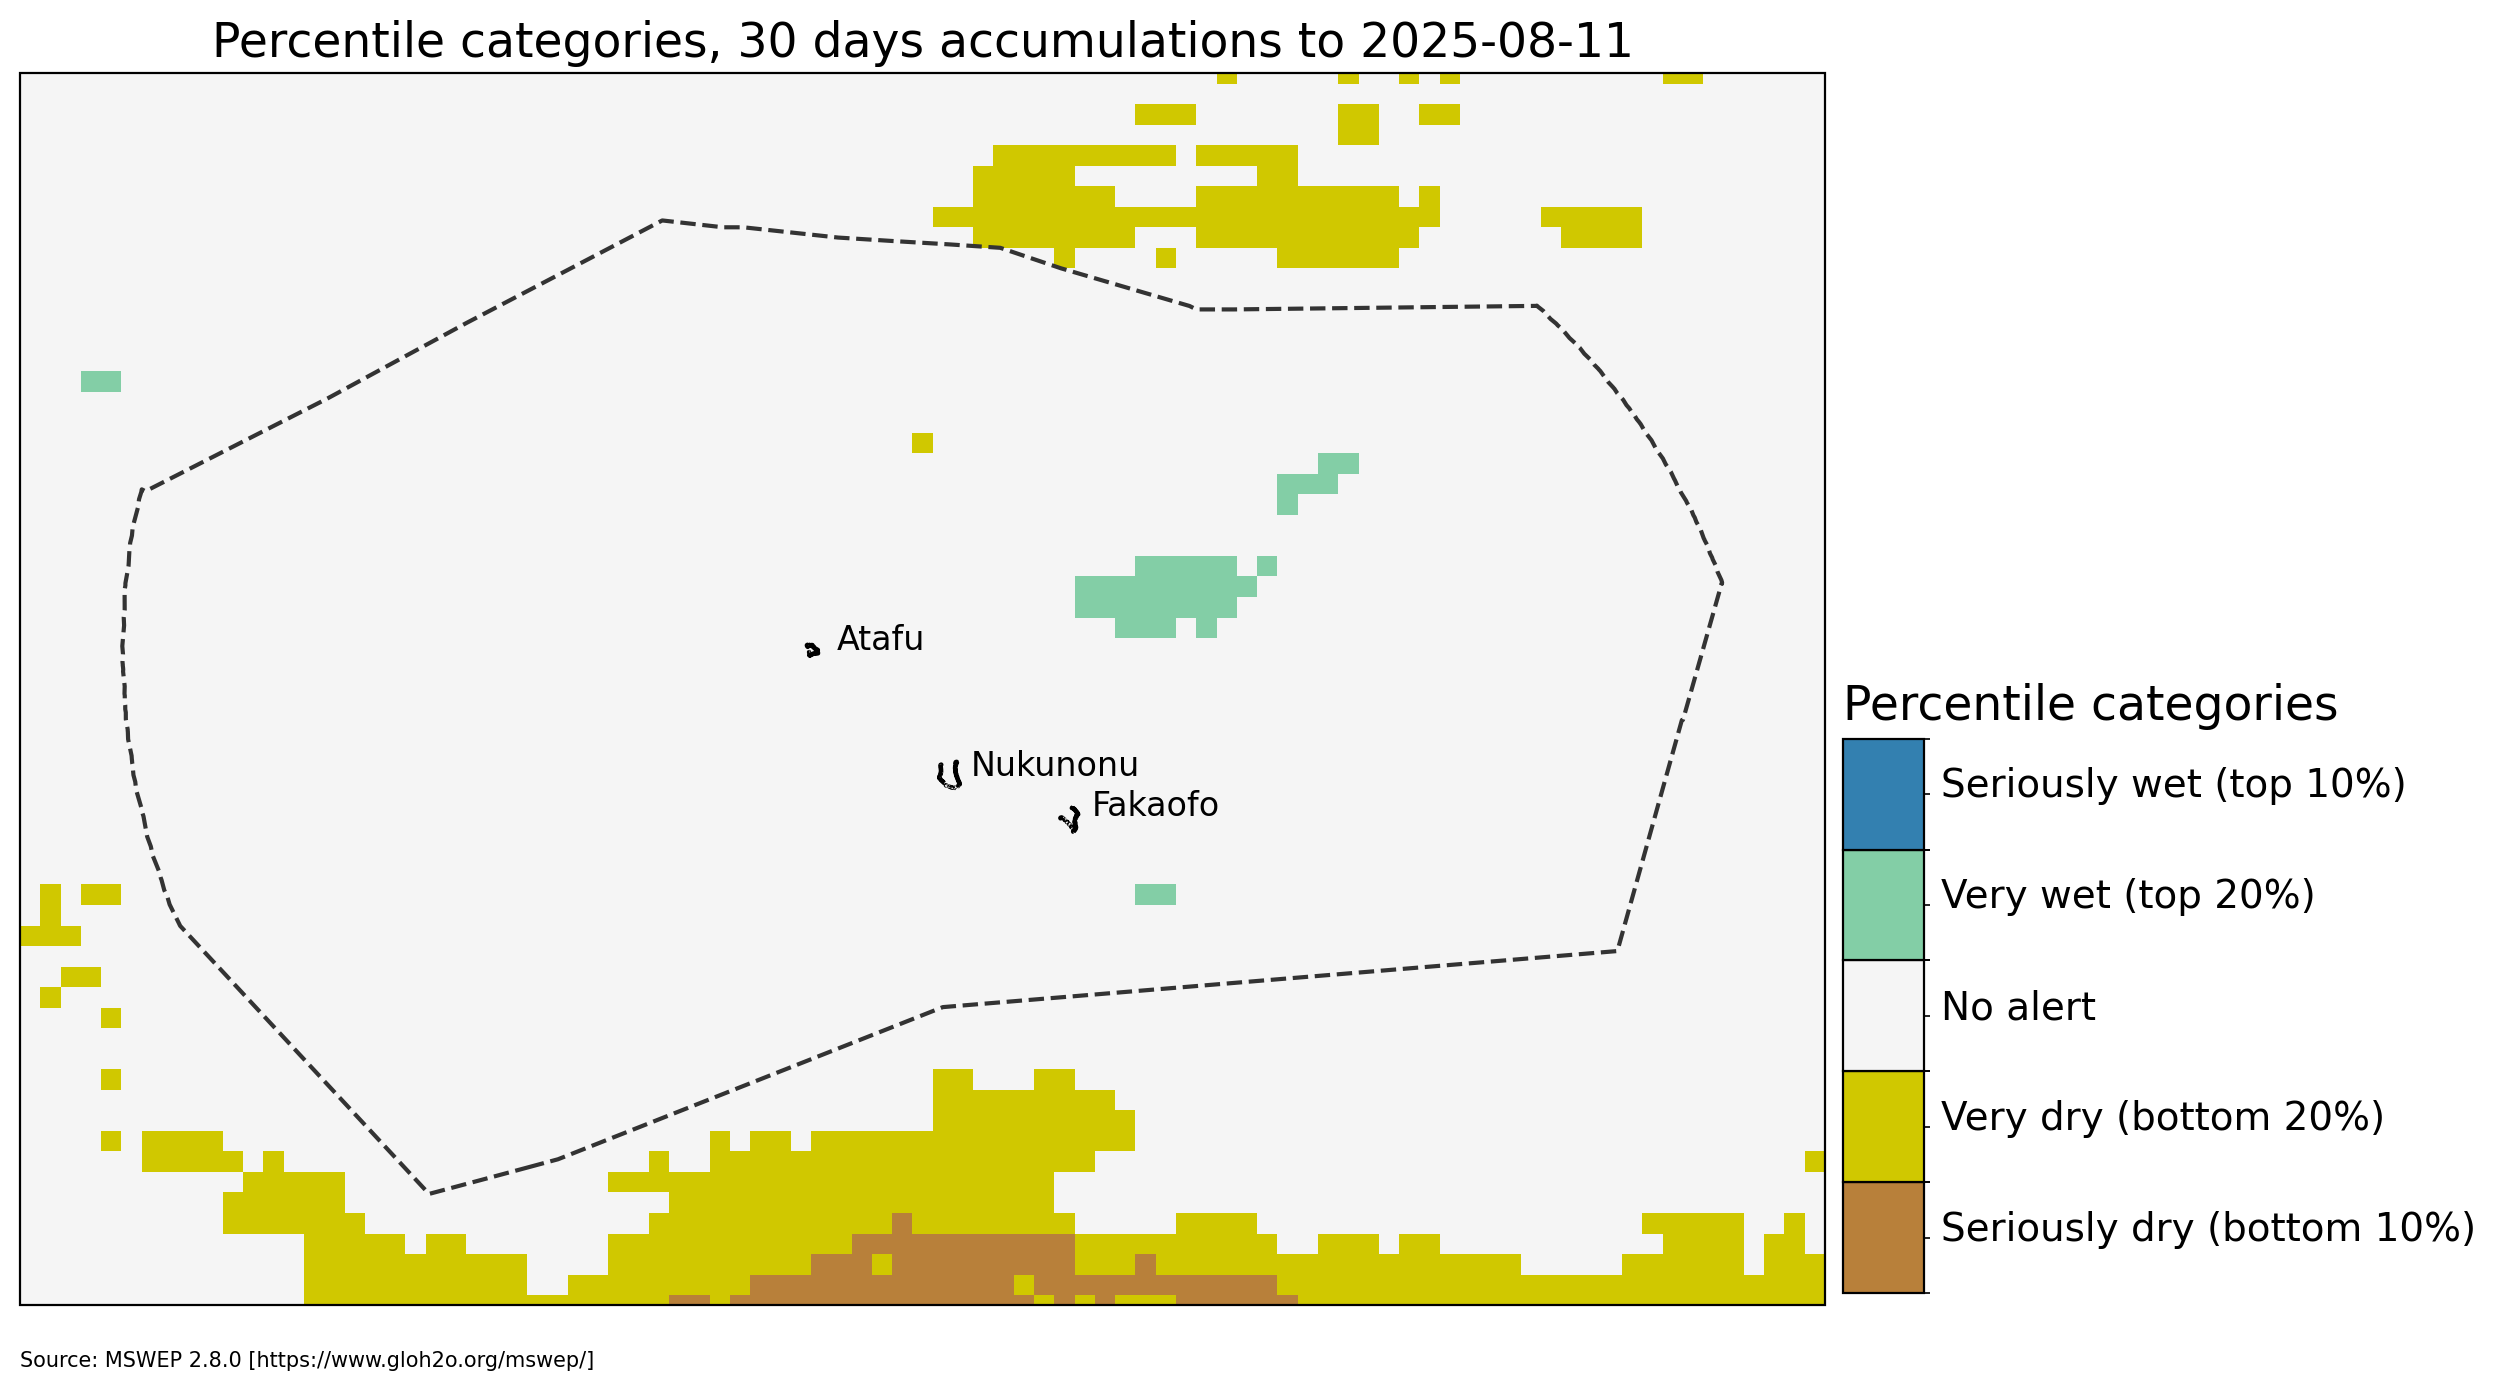 Percentile categories, 30 days accumulations to 2025-08-11
Atafu
Nukunonu
Fakaofo
Percentile categories
Seriously wet (top 10%)
Very wet (top 20%)
No alert
Very dry (bottom 20%)
Seriously dry (bottom 10%)
Source: MSWEP 2.8.0 [https://www.gloh2o.org/mswep/]